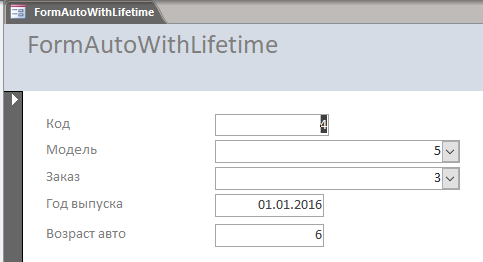 FormAutoWithLifetime
FormAutoWithLifetime
Код 4
Модель 5
Заказ 3
Год выпуска 01.01.2016
Возраст авто 6